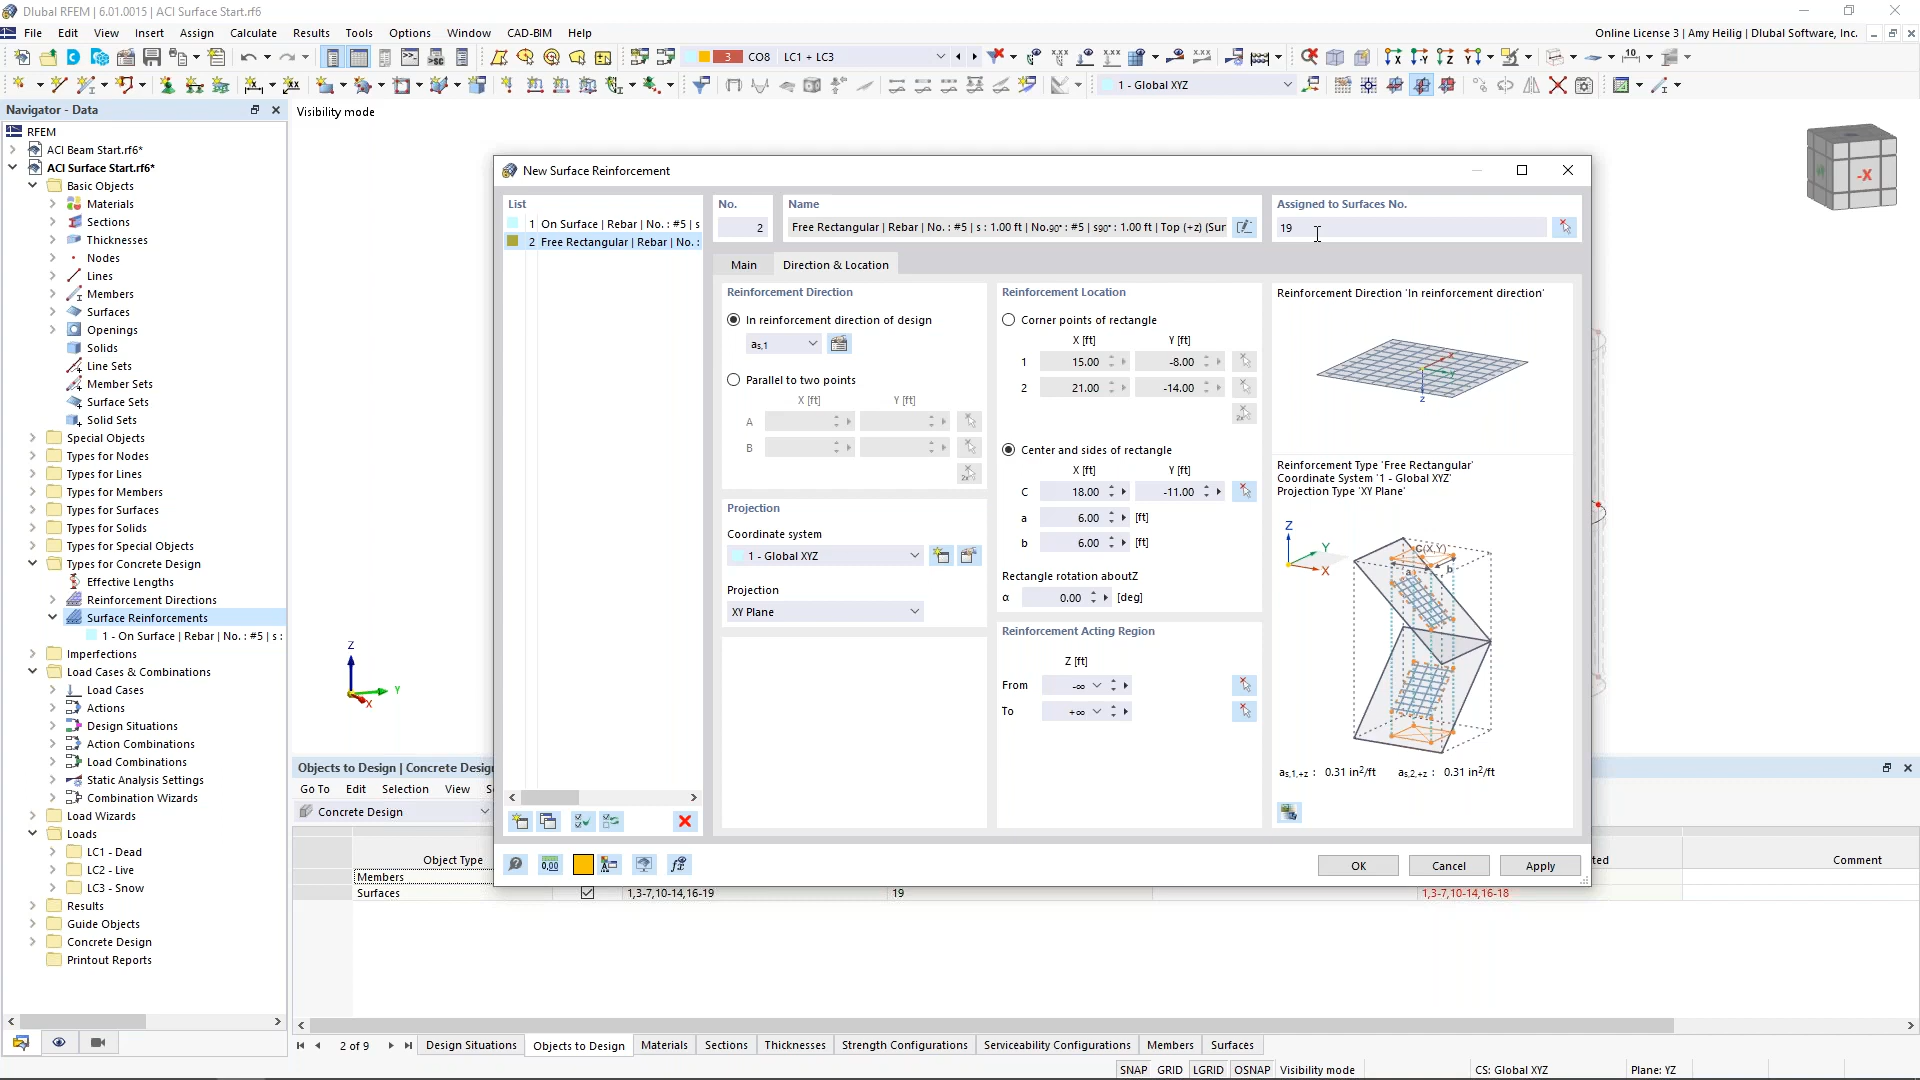 Dlubal RFEM | 6.01.0015 | ACI Surface Start.rf6
File Edit View Insert Assign Calculate Results Tools Options Window CAD-BIM Help
Online License 3 | Amy Heilig | Dlubal Software, Inc.
3 CO8 LC1 + LC3
1 - Global XYZ
Navigator - Data
RFEM
ACI Beam Start.rf6*
ACI Surface Start.rf6*
Basic Objects
Materials
Sections
Thicknesses
Nodes
Lines
Members
Surfaces
Openings
Solids
Line Sets
Member Sets
Surface Sets
Solid Sets
Special Objects
Types for Nodes
Types for Lines
Types for Members
Types for Surfaces
Types for Solids
Types for Special Objects
Types for Concrete Design
Effective Lengths
Reinforcement Directions
Surface Reinforcements
1 - On Surface | Rebar | No. : #5 | s :
Imperfections
Load Cases & Combinations
Load Cases
Actions
Design Situations
Action Combinations
Load Combinations
Static Analysis Settings
Combination Wizards
Load Wizards
Loads
LC1 - Dead
LC2 - Live
LC3 - Snow
Results
Guide Objects
Concrete Design
Printout Reports
Visibility mode
-X
Z
Y
X
New Surface Reinforcement
List
1 On Surface | Rebar | No. : #5 | s
2 Free Rectangular | Rebar | No. :
No.
2
Name
Free Rectangular | Rebar | No. : #5 | s : 1.00 ft | No.90° : #5 | s90° : 1.00 ft | Top (+z) (Sur
Assigned to Surfaces No.
19
Main Direction & Location
Reinforcement Direction
In reinforcement direction of design
as,1
Parallel to two points
X [ft] Y [ft]
A
B
2x
Projection
Coordinate system
1 - Global XYZ
Projection
XY Plane
Reinforcement Location
Corner points of rectangle
X [ft] Y [ft]
1 15.00 -8.00
2 21.00 -14.00
2x
Center and sides of rectangle
X [ft] Y [ft]
C 18.00 -11.00
a 6.00 [ft]
b 6.00 [ft]
Rectangle rotation aboutZ
α 0.00 [deg]
Reinforcement Acting Region
Z [ft]
From -∞
To +∞
Reinforcement Direction 'In reinforcement direction'
x
y
z
Reinforcement Type 'Free Rectangular'
Coordinate System '1 - Global XYZ'
Projection Type 'XY Plane'
Z
Y
X
C(X,Y)
a
b
as,1,+z : 0.31 in²/ft as,2,+z : 0.31 in²/ft
OK Cancel Apply
Objects to Design | Concrete Desig
Go To Edit Selection View S
Concrete Design
Object Type
ted
Comment
Members
Surfaces 1,3-7,10-14,16-19 19 1,3-7,10-14,16-18
2 of 9 Design Situations Objects to Design Materials Sections Thicknesses Strength Configurations Serviceability Configurations Members Surfaces
SNAP GRID LGRID OSNAP Visibility mode CS: Global XYZ Plane: YZ